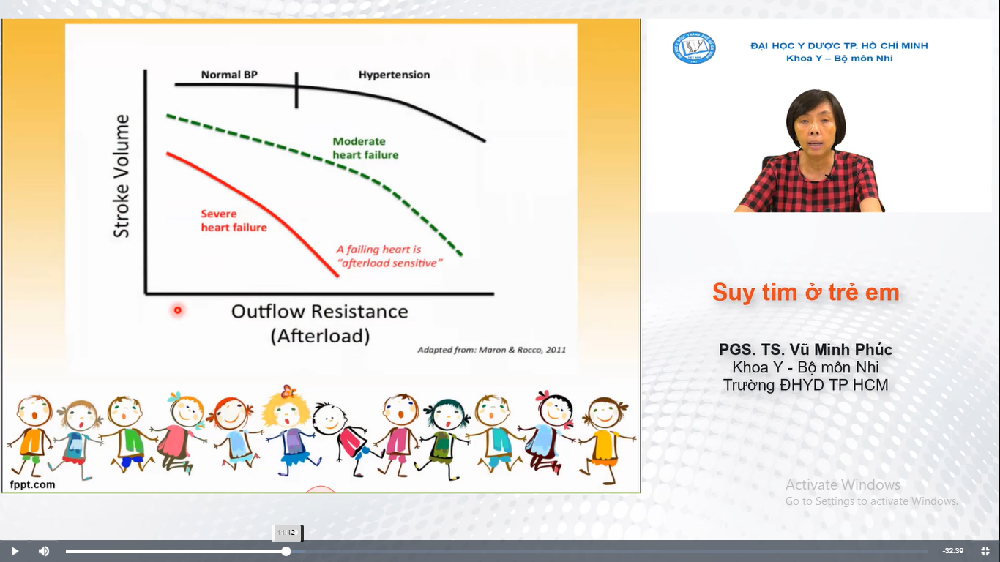 ĐẠI HỌC Y DƯỢC TP. HỒ CHÍ MINH
Khoa Y – Bộ môn Nhi
Normal BP
Hypertension
Stroke Volume
Moderate
heart failure
Severe
heart failure
A failing heart is
“afterload sensitive”
Outflow Resistance
(Afterload)
Adapted from: Maron & Rocco, 2011
fppt.com
Suy tim ở trẻ em
PGS. TS. Vũ Minh Phúc
Khoa Y - Bộ môn Nhi
Trường ĐHYD TP HCM
Activate Windows
Go to Settings to activate Windows.
11:12
-32:39